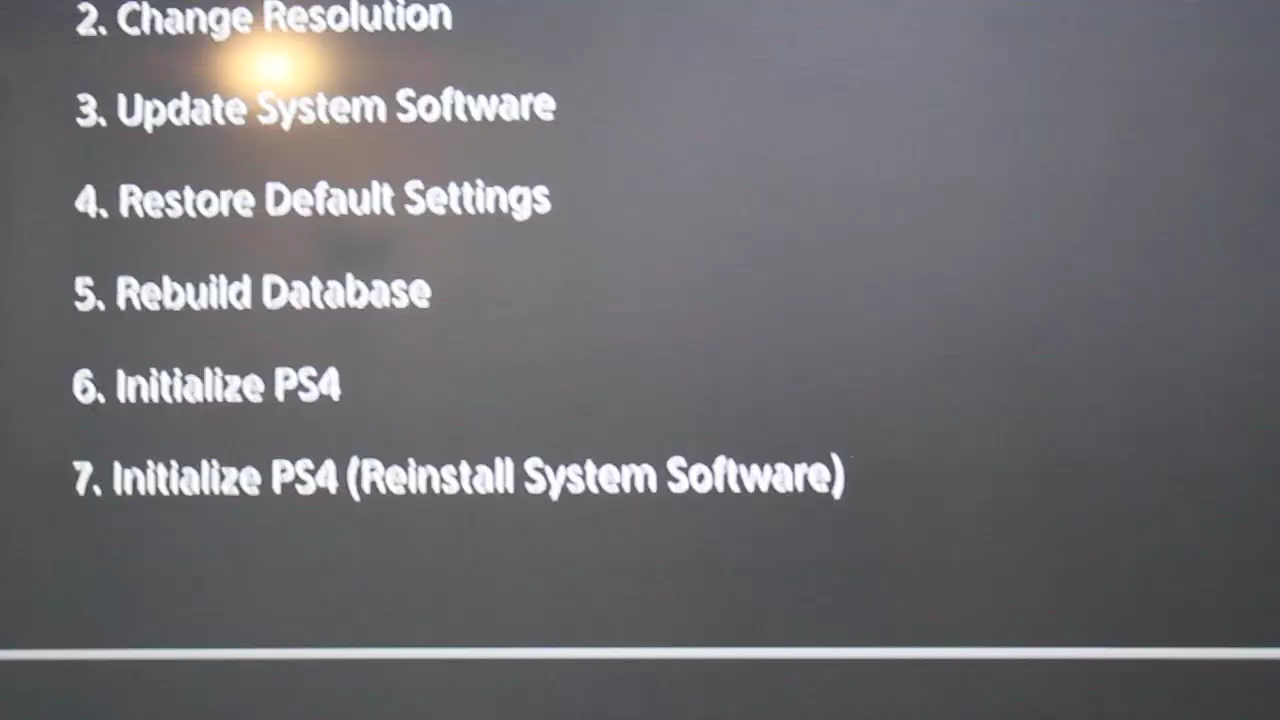 2. Change Resolution
3. Update System Software
4. Restore Default Settings
5. Rebuild Database
6. Initialize PS4
7. Initialize PS4 (Reinstall System Software)